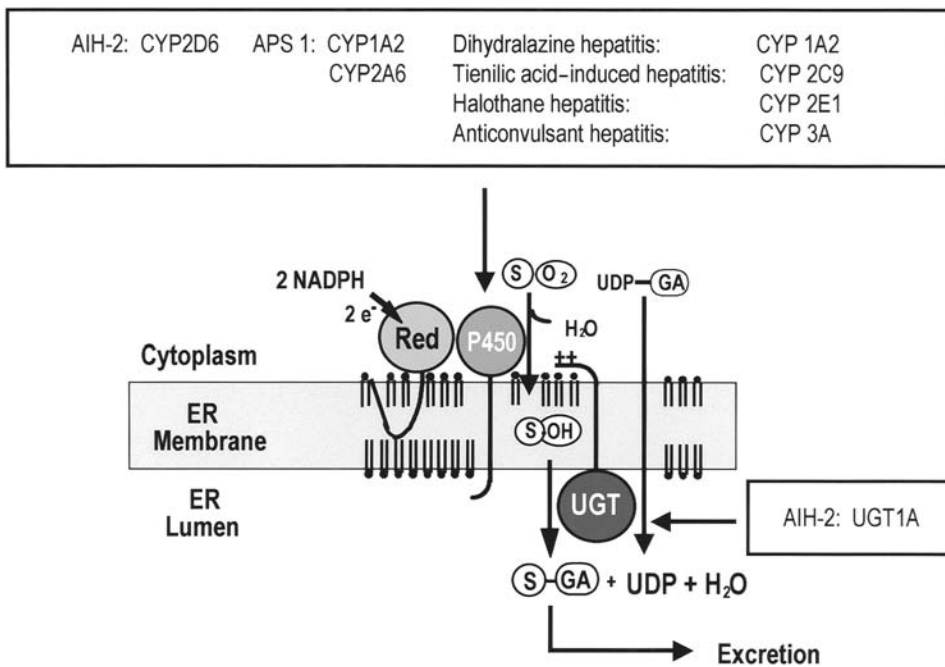 AIH-2: CYP2D6 APS 1: CYP1A2 Dihydralazine hepatitis: CYP 1A2
CYP2A6 Tienilic acid–induced hepatitis: CYP 2C9
Halothane hepatitis: CYP 2E1
Anticonvulsant hepatitis: CYP 3A
2 NADPH
S O2 UDP GA
2 e-
Red P450 H2O
Cytoplasm ++
ER
Membrane
S OH
ER
Lumen
UGT
AIH-2: UGT1A
S GA + UDP + H2O
Excretion